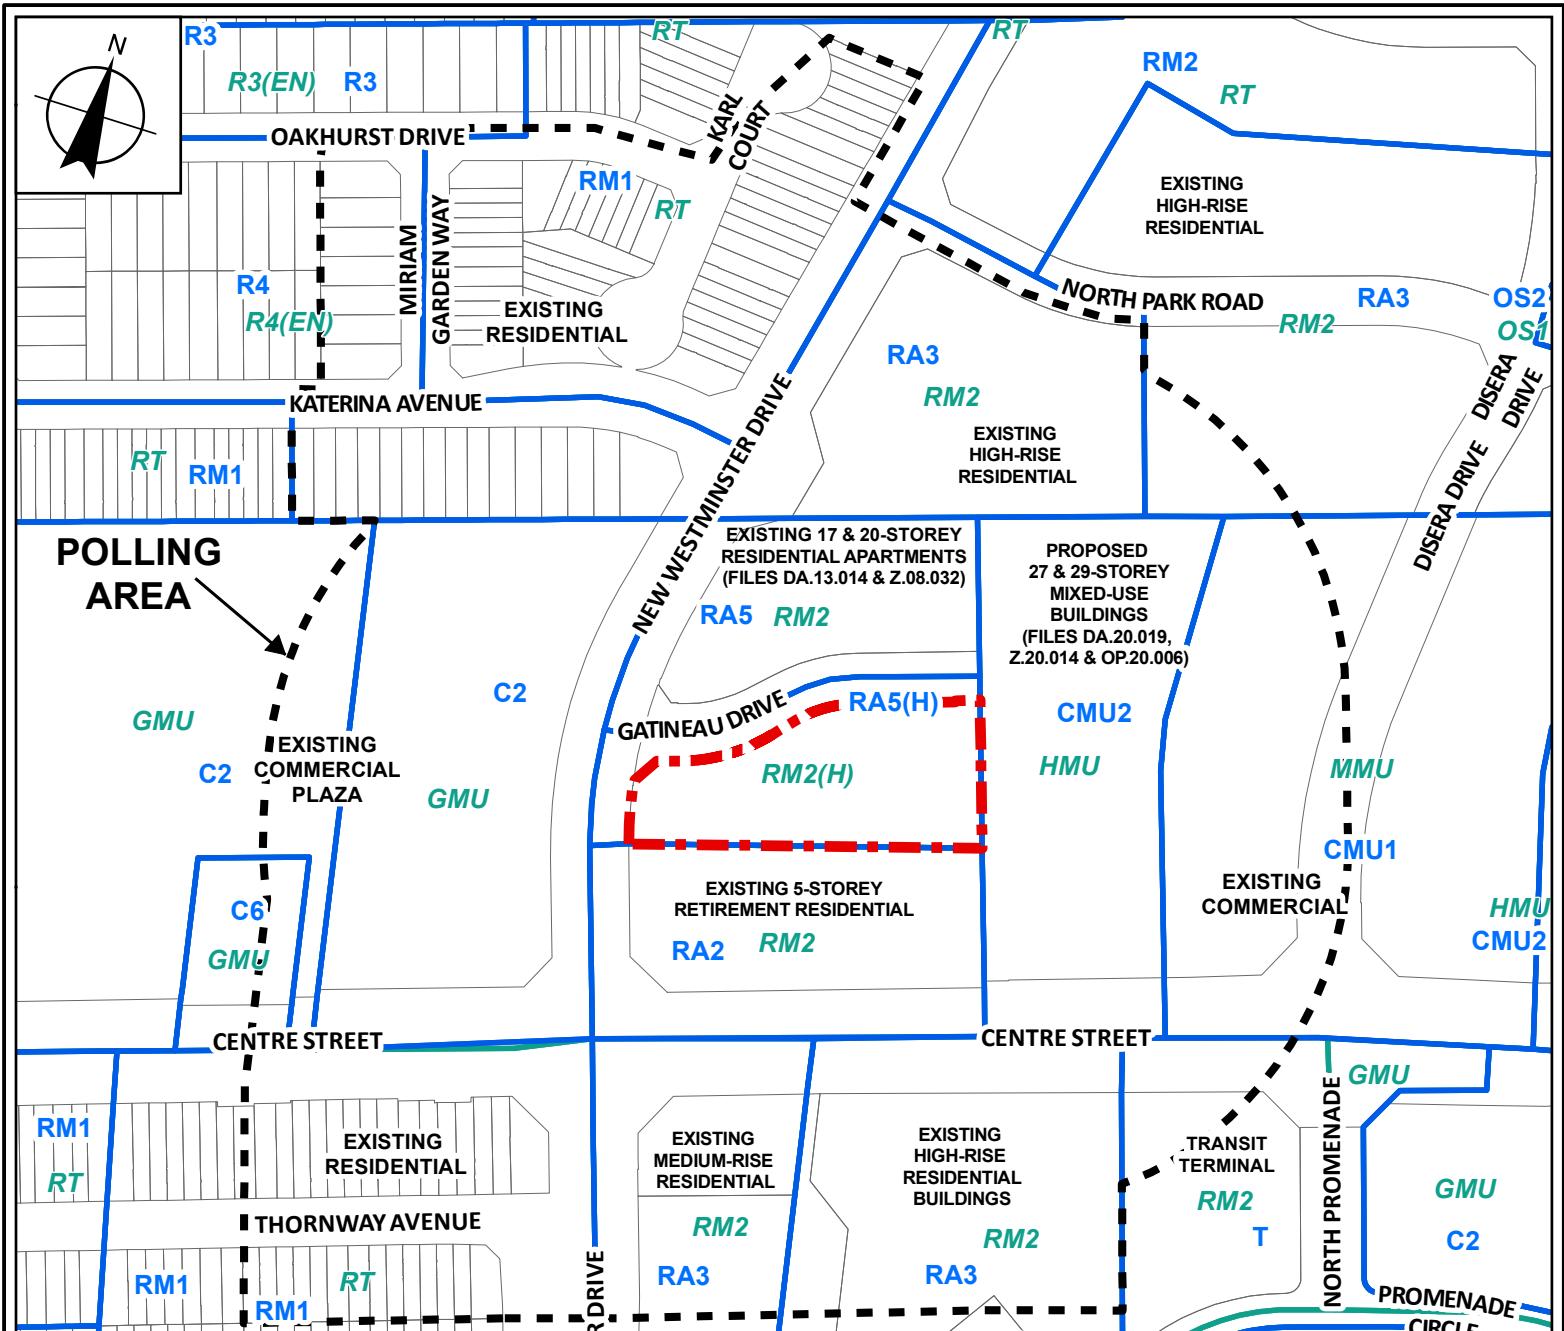 N
R3
RT
RT
R3(EN)
R3
RM2
RT
OAKHURST DRIVE
KARL
COURT
RM1
RT
EXISTING
HIGH-RISE
RESIDENTIAL
MIRIAM
GARDENWAY
R4
R4(EN)
EXISTING
RESIDENTIAL
NORTH PARK ROAD
RA3
RM2
OS2
OS1
RA3
RM2
DISERA
DRIVE
KATERINA AVENUE
NEW WESTMINSTER DRIVE
EXISTING
HIGH-RISE
RESIDENTIAL
RT
RM1
DISERA DRIVE
POLLING
AREA
EXISTING 17 & 20-STOREY
RESIDENTIAL APARTMENTS
(FILES DA.13.014 & Z.08.032)
RA5
RM2
PROPOSED
27 & 29-STOREY
MIXED-USE
BUILDINGS
(FILES DA.20.019,
Z.20.014 & OP.20.006)
C2
GMU
C2
EXISTING
COMMERCIAL
PLAZA
GMU
GATINEAU DRIVE
RA5(H)
RM2(H)
CMU2
HMU
MMU
CMU1
EXISTING
COMMERCIAL
EXISTING 5-STOREY
RETIREMENT RESIDENTIAL
RA2
RM2
C6
GMU
HMU
CMU2
CENTRE STREET
CENTRE STREET
GMU
RM1
RT
EXISTING
RESIDENTIAL
EXISTING
MEDIUM-RISE
RESIDENTIAL
RM2
RA3
EXISTING
HIGH-RISE
RESIDENTIAL
BUILDINGS
RM2
RA3
TRANSIT
TERMINAL
RM2
T
NORTH PROMENADE
GMU
C2
THORNWAY AVENUE
RM1
RT
RM1
R DRIVE
PROMENADE
CIRCLE